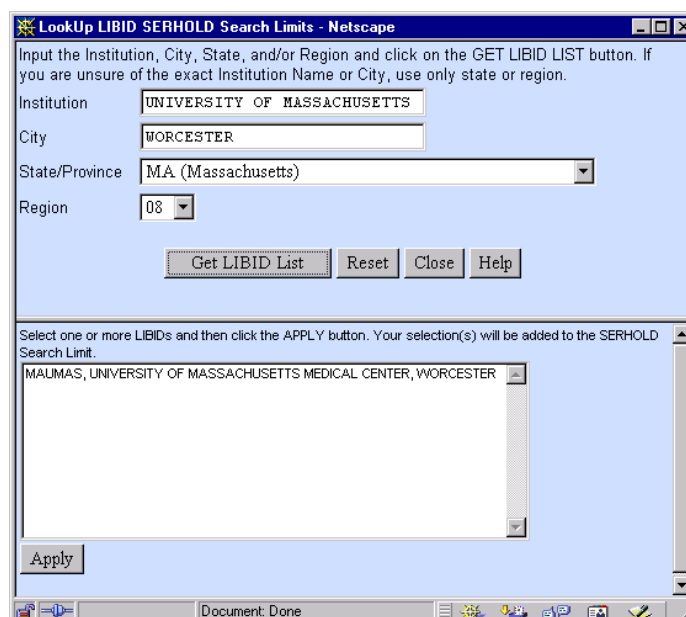 LookUp LIBID SERHOLD Search Limits - Netscape
Input the Institution, City, State, and/or Region and click on the GET LIBID LIST button. If
you are unsure of the exact Institution Name or City, use only state or region.
Institution UNIVERSITY OF MASSACHUSETTS
City WORCESTER
State/Province MA (Massachusetts)
Region 08
Get LIBID List Reset Close Help
Select one or more LIBIDs and then click the APPLY button. Your selection(s) will be added to the SERHOLD
Search Limit.
MAUMAS, UNIVERSITY OF MASSACHUSETTS MEDICAL CENTER, WORCESTER
Apply
Document: Done